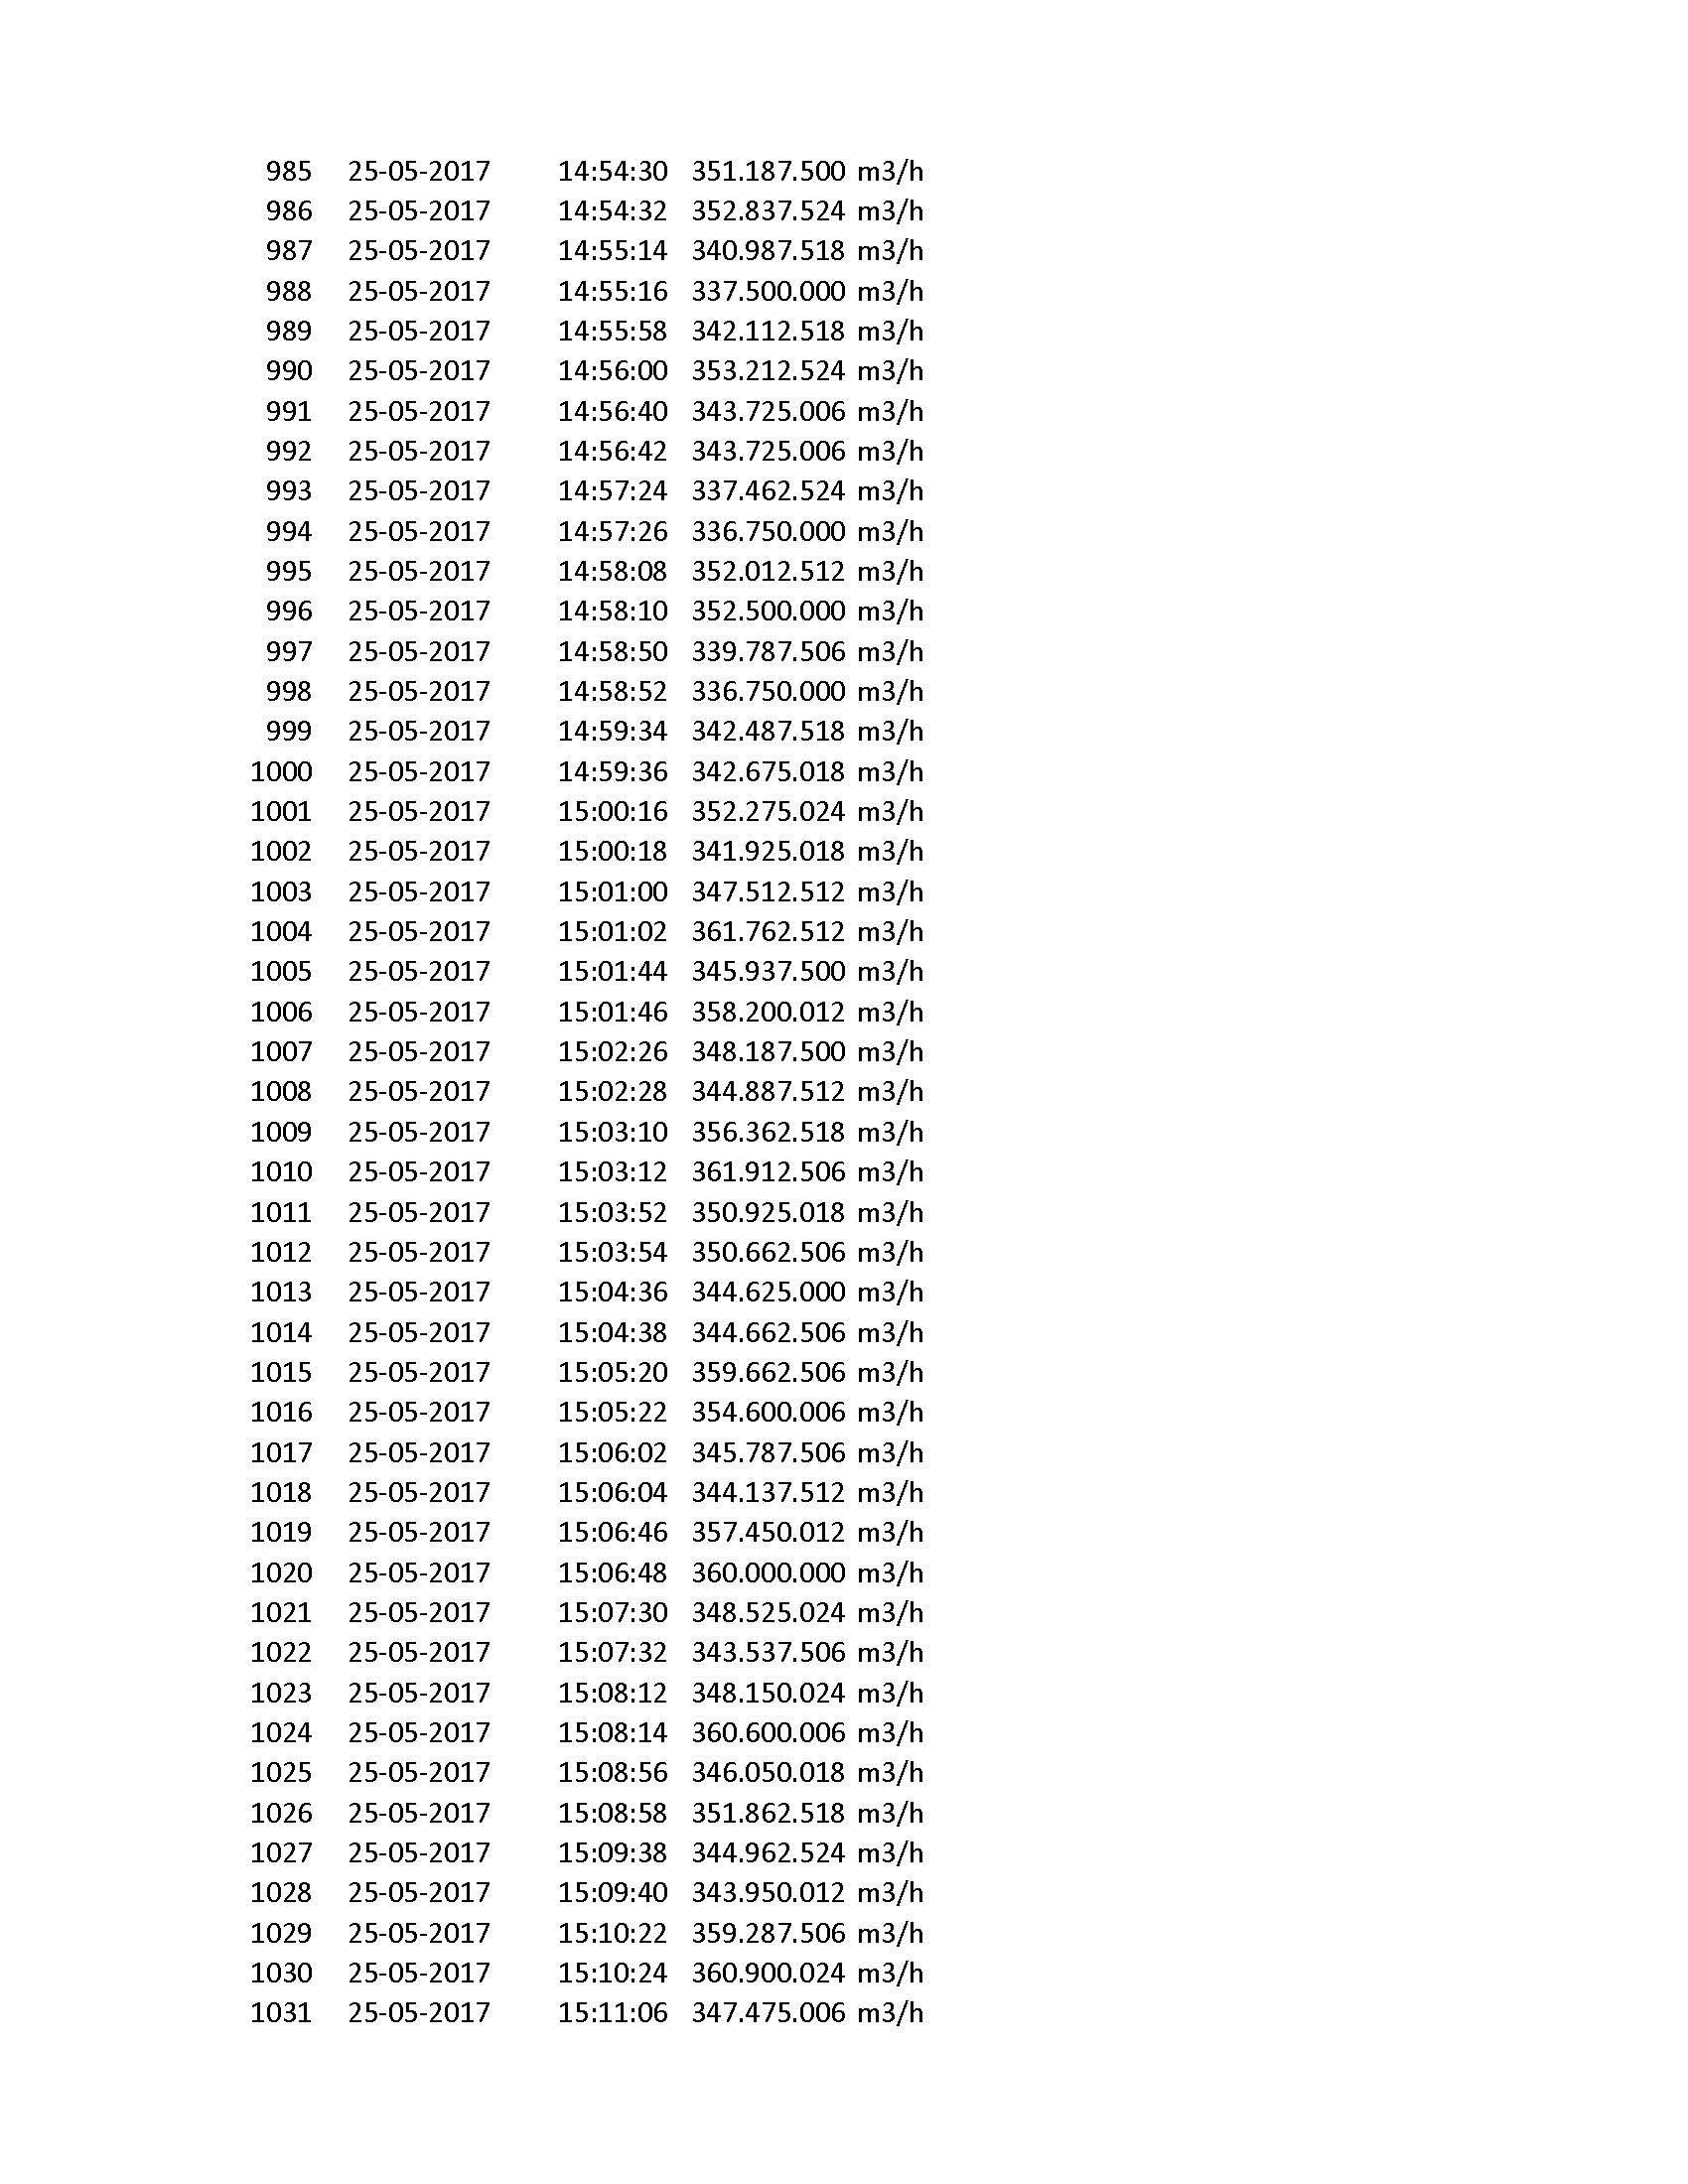 985 25-05-2017 14:54:30 351.187.500 m3/h
986 25-05-2017 14:54:32 352.837.524 m3/h
987 25-05-2017 14:55:14 340.987.518 m3/h
988 25-05-2017 14:55:16 337.500.000 m3/h
989 25-05-2017 14:55:58 342.112.518 m3/h
990 25-05-2017 14:56:00 353.212.524 m3/h
991 25-05-2017 14:56:40 343.725.006 m3/h
992 25-05-2017 14:56:42 343.725.006 m3/h
993 25-05-2017 14:57:24 337.462.524 m3/h
994 25-05-2017 14:57:26 336.750.000 m3/h
995 25-05-2017 14:58:08 352.012.512 m3/h
996 25-05-2017 14:58:10 352.500.000 m3/h
997 25-05-2017 14:58:50 339.787.506 m3/h
998 25-05-2017 14:58:52 336.750.000 m3/h
999 25-05-2017 14:59:34 342.487.518 m3/h
1000 25-05-2017 14:59:36 342.675.018 m3/h
1001 25-05-2017 15:00:16 352.275.024 m3/h
1002 25-05-2017 15:00:18 341.925.018 m3/h
1003 25-05-2017 15:01:00 347.512.512 m3/h
1004 25-05-2017 15:01:02 361.762.512 m3/h
1005 25-05-2017 15:01:44 345.937.500 m3/h
1006 25-05-2017 15:01:46 358.200.012 m3/h
1007 25-05-2017 15:02:26 348.187.500 m3/h
1008 25-05-2017 15:02:28 344.887.512 m3/h
1009 25-05-2017 15:03:10 356.362.518 m3/h
1010 25-05-2017 15:03:12 361.912.506 m3/h
1011 25-05-2017 15:03:52 350.925.018 m3/h
1012 25-05-2017 15:03:54 350.662.506 m3/h
1013 25-05-2017 15:04:36 344.625.000 m3/h
1014 25-05-2017 15:04:38 344.662.506 m3/h
1015 25-05-2017 15:05:20 359.662.506 m3/h
1016 25-05-2017 15:05:22 354.600.006 m3/h
1017 25-05-2017 15:06:02 345.787.506 m3/h
1018 25-05-2017 15:06:04 344.137.512 m3/h
1019 25-05-2017 15:06:46 357.450.012 m3/h
1020 25-05-2017 15:06:48 360.000.000 m3/h
1021 25-05-2017 15:07:30 348.525.024 m3/h
1022 25-05-2017 15:07:32 343.537.506 m3/h
1023 25-05-2017 15:08:12 348.150.024 m3/h
1024 25-05-2017 15:08:14 360.600.006 m3/h
1025 25-05-2017 15:08:56 346.050.018 m3/h
1026 25-05-2017 15:08:58 351.862.518 m3/h
1027 25-05-2017 15:09:38 344.962.524 m3/h
1028 25-05-2017 15:09:40 343.950.012 m3/h
1029 25-05-2017 15:10:22 359.287.506 m3/h
1030 25-05-2017 15:10:24 360.900.024 m3/h
1031 25-05-2017 15:11:06 347.475.006 m3/h